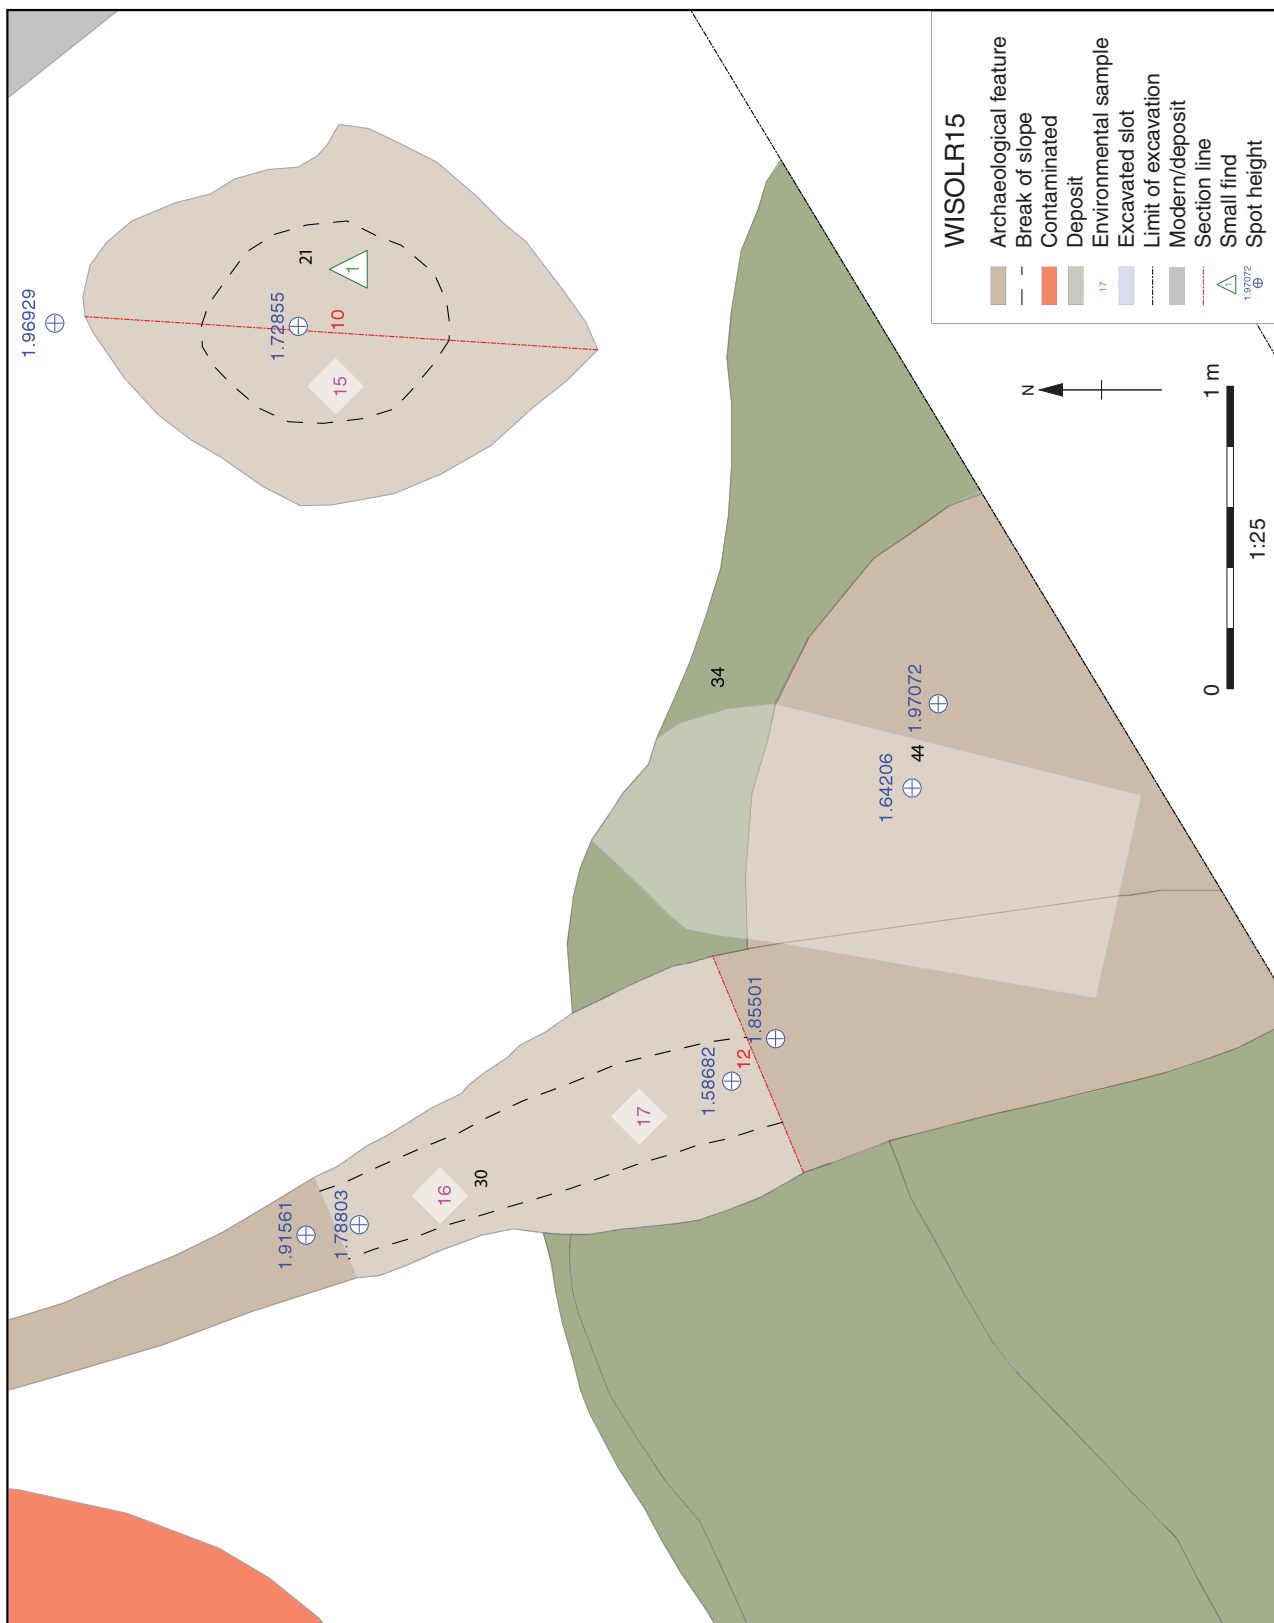 1.96929
21
1
1.72855
10
15
34
1.97072
44
1.64206
1.85501
12
1.58682
17
16
30
1.78803
1.91561
WISOLR15
Archaeological feature
Break of slope
Contaminated
Deposit
17 Environmental sample
Excavated slot
Limit of excavation
Modern/deposit
Section line
1 Small find
1.97072 Spot height
N
0 1 m
1:25